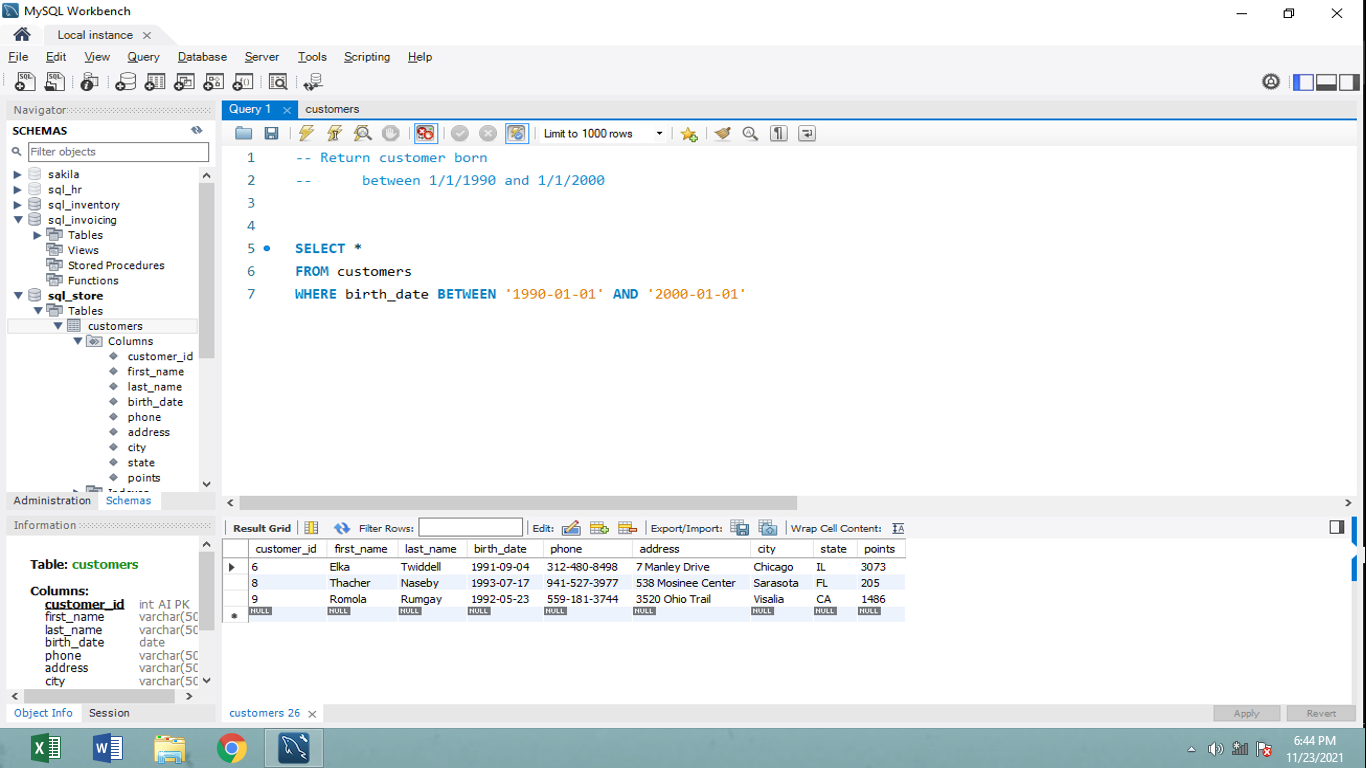 MySQL Workbench
Local instance
File Edit View Query Database Server Tools Scripting Help
Navigator
SCHEMAS
Filter objects
sakila
sql_hr
sql_inventory
sql_invoicing
Tables
Views
Stored Procedures
Functions
sql_store
Tables
customers
Columns
customer_id
first_name
last_name
birth_date
phone
address
city
state
points
Administration Schemas
Information
Table: customers
Columns:
customer_id int AI PK
first_name varchar(50
last_name varchar(50
birth_date date
phone varchar(50
address varchar(50
city varchar(50
Object Info Session
Query 1 customers
Limit to 1000 rows
1 -- Return customer born
2 -- between 1/1/1990 and 1/1/2000
3
4
5 SELECT *
6 FROM customers
7 WHERE birth_date BETWEEN '1990-01-01' AND '2000-01-01'
Result Grid Filter Rows: Edit: Export/Import: Wrap Cell Content:
customer_id first_name last_name birth_date phone address city state points
6 Elka Twiddell 1991-09-04 312-480-8498 7 Manley Drive Chicago IL 3073
8 Thacher Naseby 1993-07-17 941-527-3977 538 Mosinee Center Sarasota FL 205
9 Romola Rumgay 1992-05-23 559-181-3744 3520 Ohio Trail Visalia CA 1486
NULL NULL NULL NULL NULL NULL NULL NULL NULL
customers 26
Apply Revert
6:44 PM
11/23/2021